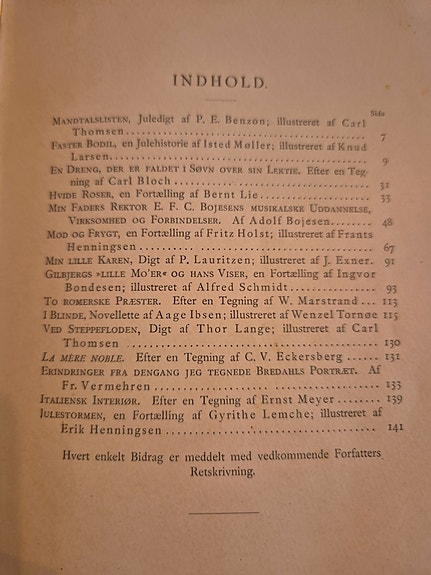 INDHOLD.
Side
MANDTALSLISTEN, Juledigt af P. E. Benzon; illustreret af Carl
Thomsen 7
FASTER BODIL, en Julehistorie af Isted Møller; illustreret af Knud
Larsen 9
EN DRENG, DER ER FALDET I SØVN OVER SIN LEKTIE. Efter en Teg-
ning af Carl Bloch 31
HVIDE ROSER, en Fortælling af Bernt Lie 33
MIN FADERS REKTOR E. F. C. BOJESENS MUSIKALSKE UDDANNELSE,
VIRKSOMHED OG FORBINDELSER. Af Adolf Bojesen 48
MOD OG FRYGT, en Fortælling af Fritz Holst; illustreret af Frants
Henningsen 67
MIN LILLE KAREN, Digt af P. Lauritzen; illustreret af J. Exner. 91
GILBJERGS »LILLE MO'ER« OG HANS VISER, en Fortælling af Ingvor
Bondesen; illustreret af Alfred Schmidt 93
TO ROMERSKE PRÆSTER. Efter en Tegning af W. Marstrand 113
I BLINDE, Novellette af Aage Ibsen; illustreret af Wenzel Tornøe 115
VED STEPPEFLODEN, Digt af Thor Lange; illustreret af Carl
Thomsen 130
LA MÈRE NOBLE. Efter en Tegning af C. V. Eckersberg 131
ERINDRINGER FRA DENGANG JEG TEGNEDE BREDAHLS PORTRÆT. Af
Fr. Vermehren 133
ITALIENSK INTERIØR. Efter en Tegning af Ernst Meyer 139
JULESTORMEN, en Fortælling af Gyrithe Lemche; illustreret af
Erik Henningsen 141
Hvert enkelt Bidrag er meddelt med vedkommende Forfatters
Retskrivning.